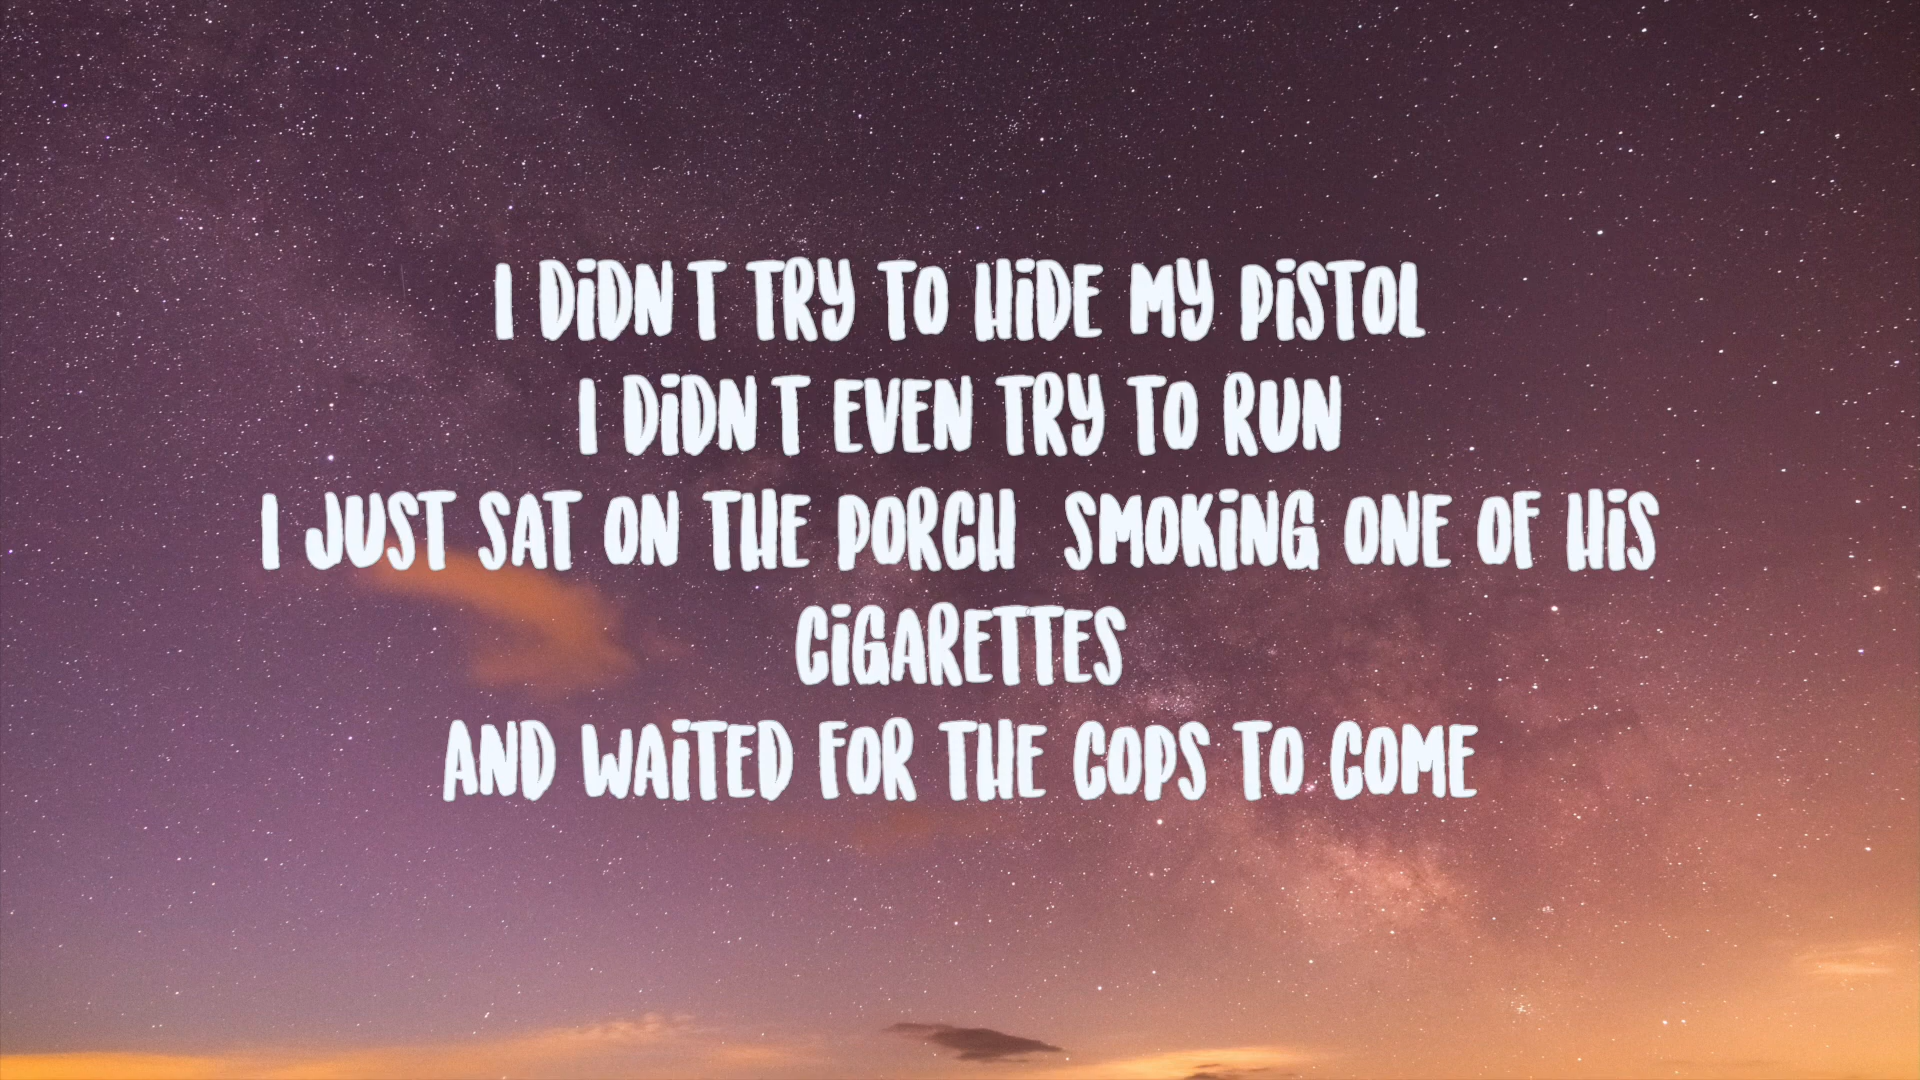 I DIDN T TRY TO HIDE MY PISTOL
I DIDN T EVEN TRY TO RUN
I JUST SAT ON THE PORCH  SMOKING ONE OF HIS
CIGARETTES
AND WAITED FOR THE COPS TO COME